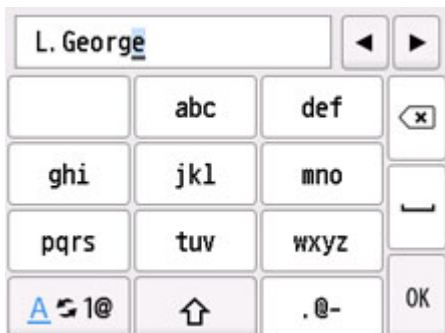 L. George
abc def
ghi jkl mno
pqrs tuv wxyz
A 1@ .@- OK